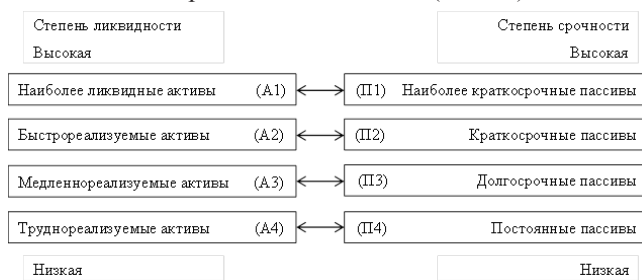 Степень ликвидности Степень срочности
Высокая Высокая
Наиболее ликвидные активы (А1) (П1) Наиболее краткосрочные пассивы
Быстрореализуемые активы (А2) (П2) Краткосрочные пассивы
Медленнореализуемые активы (А3) (П3) Долгосрочные пассивы
Труднореализуемые активы (А4) (П4) Постоянные пассивы
Низкая Низкая